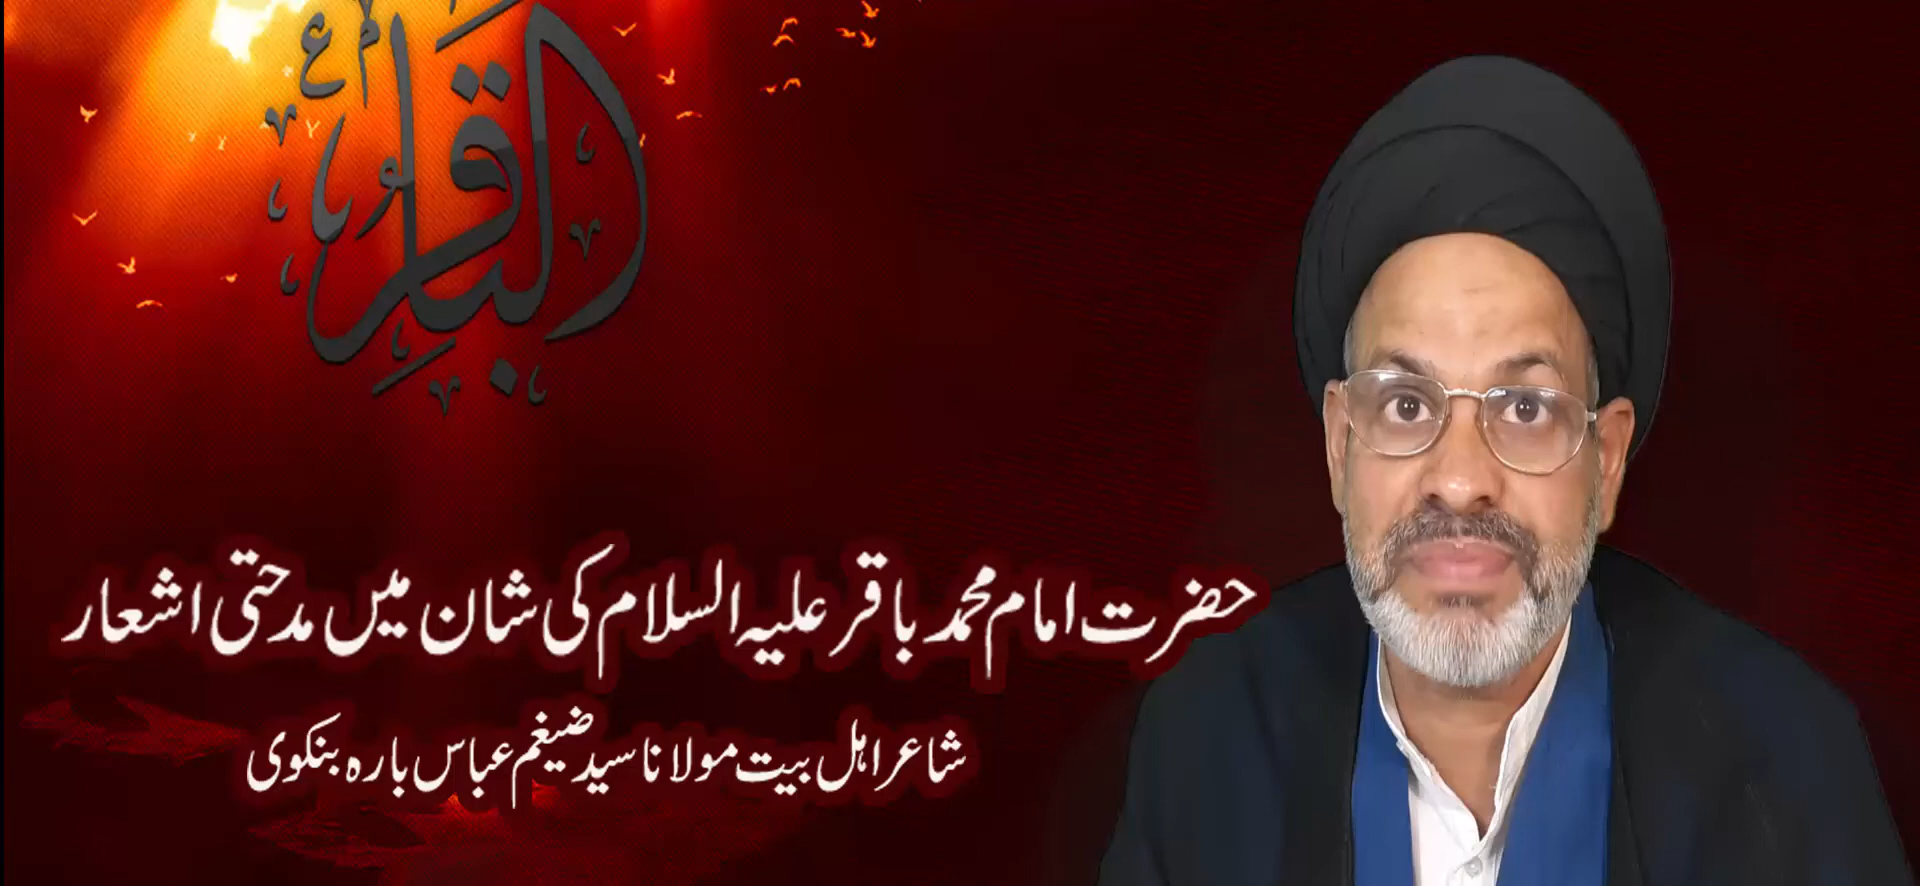 الباقر ع
حضرت امام محمد باقر علیہ السلام کی شان میں مدحتی اشعار
شاعر اہل بیت مولانا سید ضیغم عباس بارہ بنکوی